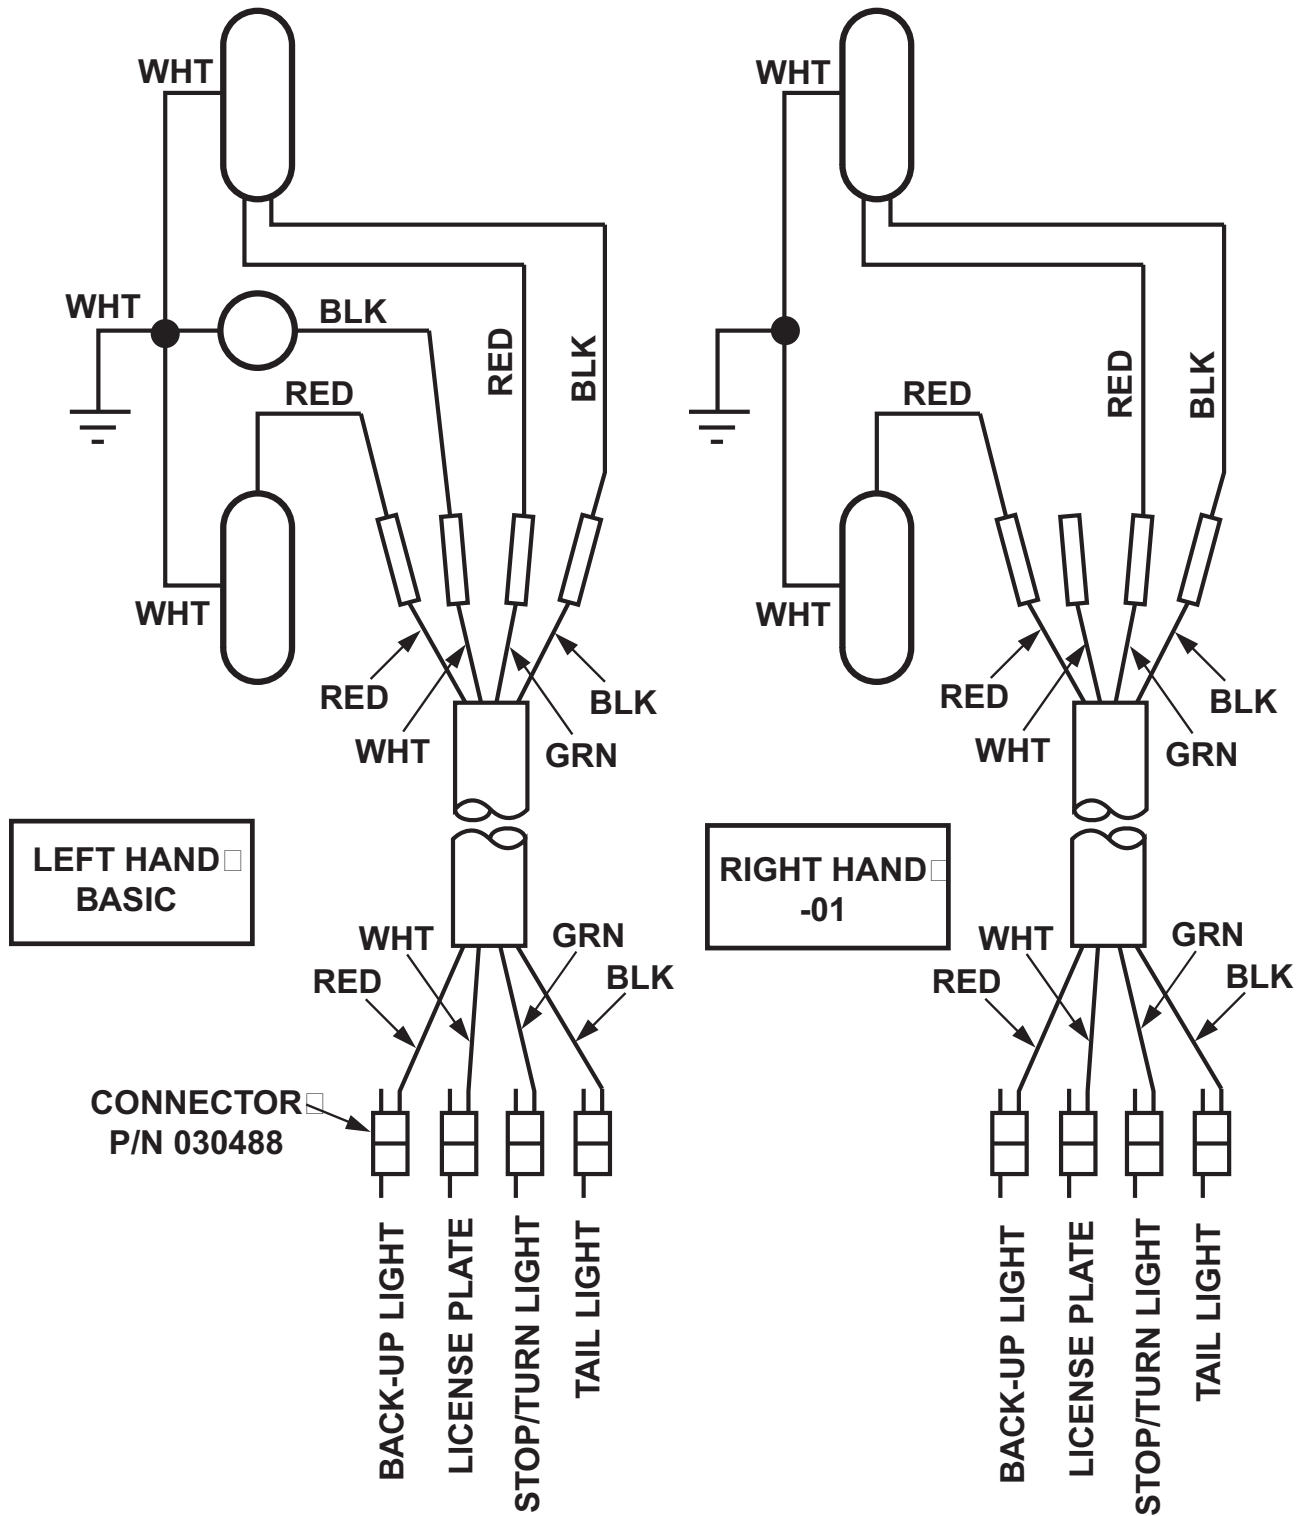 WHT
WHT
BLK
RED
RED
BLK
WHT
RED
WHT
GRN
BLK
LEFT HAND
BASIC
WHT
GRN
RED
BLK
CONNECTOR
P/N 030488
BACK-UP LIGHT
LICENSE PLATE
STOP/TURN LIGHT
TAIL LIGHT
WHT
RED
RED
BLK
WHT
RED
WHT
GRN
BLK
RIGHT HAND
-01
WHT
GRN
RED
BLK
BACK-UP LIGHT
LICENSE PLATE
STOP/TURN LIGHT
TAIL LIGHT